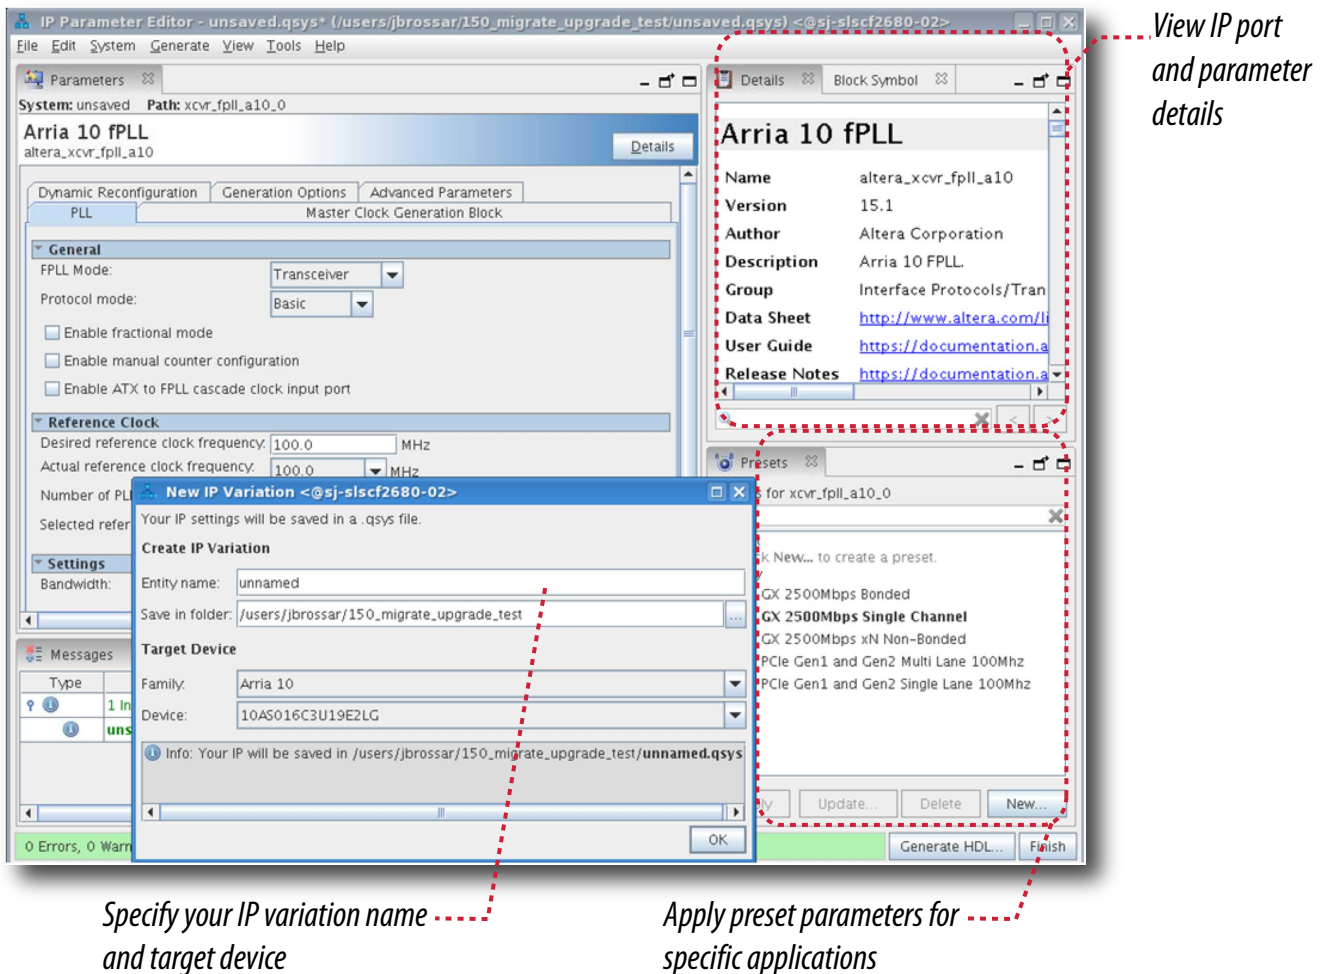 IP Parameter Editor - unsaved.qsys* (/users/jbrossar/150_migrate_upgrade_test/unsaved.qsys) <@sj-slscf2680-02>
File Edit System Generate View Tools Help
Parameters
System: unsaved Path: xcvr_fpll_a10_0
Arria 10 fPLL
altera_xcvr_fpll_a10
Details
Dynamic Reconfiguration Generation Options Advanced Parameters
PLL Master Clock Generation Block
General
FPLL Mode: Transceiver
Protocol mode: Basic
Enable fractional mode
Enable manual counter configuration
Enable ATX to FPLL cascade clock input port
Reference Clock
Desired reference clock frequency: 100.0 MHz
Actual reference clock frequency: 100.0 MHz
Number of PLL
Selected refer
Settings
Bandwidth:
Messages
Type
1 In
uns
0 Errors, 0 Warn
Details Block Symbol
Arria 10 fPLL
Name altera_xcvr_fpll_a10
Version 15.1
Author Altera Corporation
Description Arria 10 FPLL.
Group Interface Protocols/Tran
Data Sheet http://www.altera.com/li
User Guide https://documentation.a
Release Notes https://documentation.a
< >
Presets
s for xcvr_fpll_a10_0
k New... to create a preset.
y
GX 2500Mbps Bonded
GX 2500Mbps Single Channel
GX 2500Mbps xN Non-Bonded
PCIe Gen1 and Gen2 Multi Lane 100Mhz
PCIe Gen1 and Gen2 Single Lane 100Mhz
ly Update... Delete New...
Generate HDL... Finish
New IP Variation <@sj-slscf2680-02>
Your IP settings will be saved in a .qsys file.
Create IP Variation
Entity name: unnamed
Save in folder: /users/jbrossar/150_migrate_upgrade_test ...
Target Device
Family: Arria 10
Device: 10AS016C3U19E2LG
Info: Your IP will be saved in /users/jbrossar/150_migrate_upgrade_test/unnamed.qsys
OK
View IP port
and parameter
details
Specify your IP variation name
and target device
Apply preset parameters for
specific applications